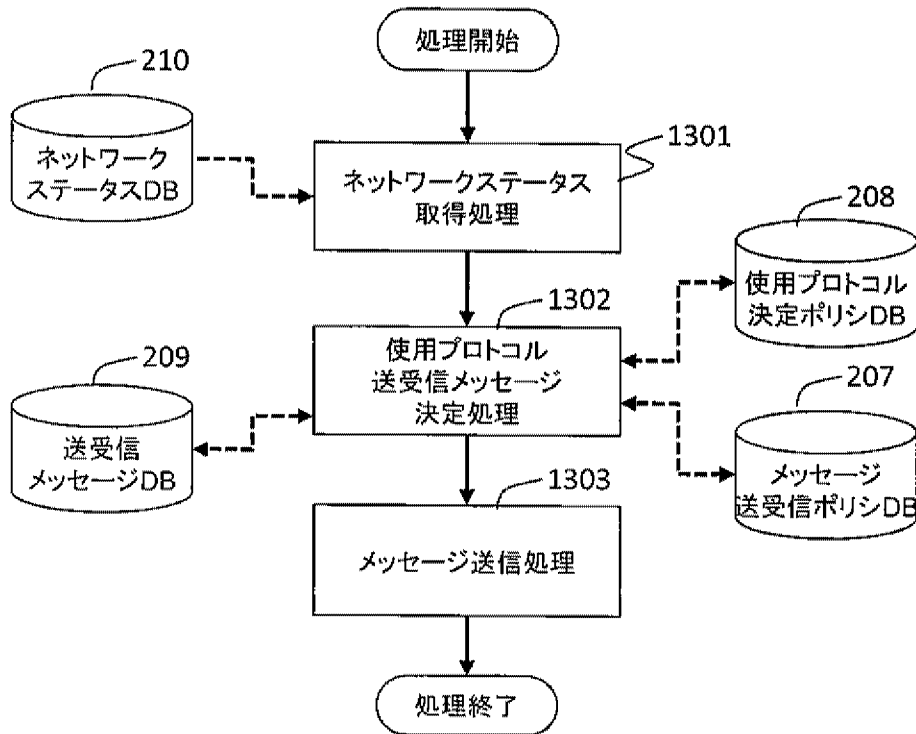 処理開始
210
ネットワーク
ステータスDB
1301
ネットワークステータス
取得処理
208
使用プロトコル
決定ポリシDB
1302
使用プロトコル
送受信メッセージ
決定処理
209
送受信
メッセージDB
207
メッセージ
送受信ポリシDB
1303
メッセージ送信処理
処理終了